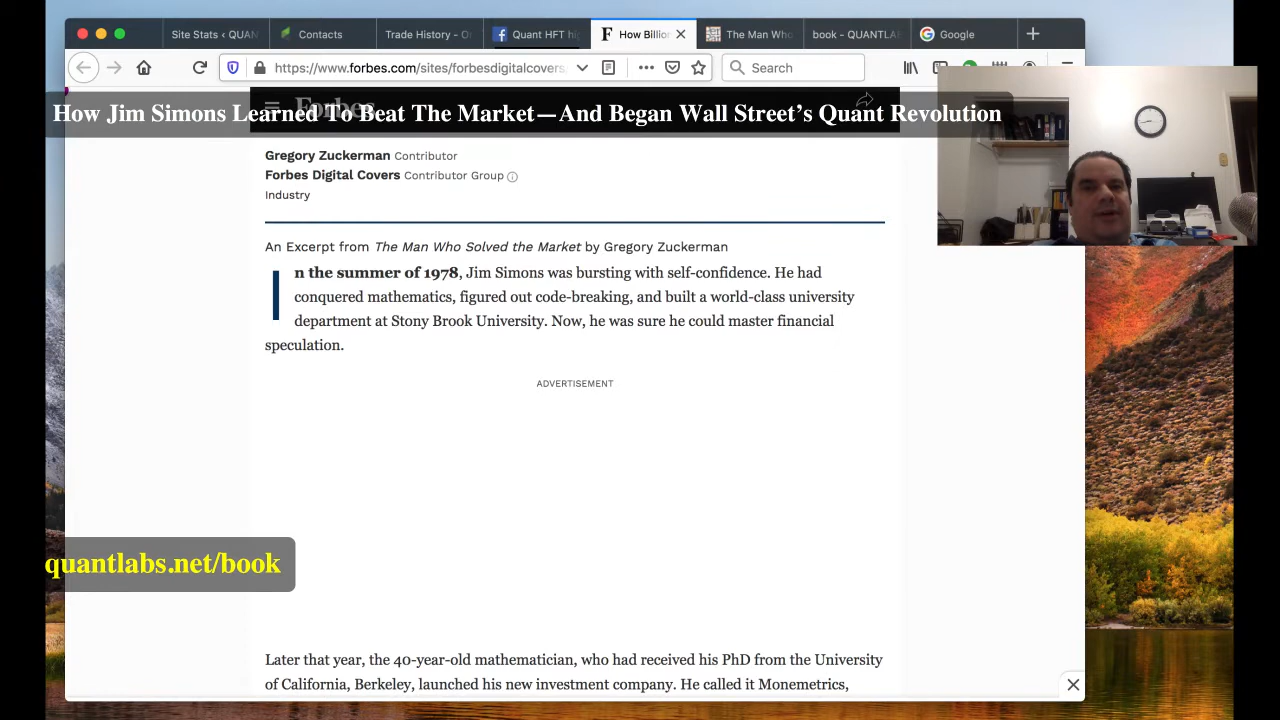 Site Stats ‹ QUAN
Contacts
Trade History - O
Quant HFT hi
How Billion
The Man Who
book - QUANTLA
Google
https://www.forbes.com/sites/forbesdigitalcovers
Search
Forbes
How Jim Simons Learned To Beat The Market—And Began Wall Street’s Quant Revolution
Gregory Zuckerman Contributor
Forbes Digital Covers Contributor Group
Industry
An Excerpt from The Man Who Solved the Market by Gregory Zuckerman
In the summer of 1978, Jim Simons was bursting with self-confidence. He had
conquered mathematics, figured out code-breaking, and built a world-class university
department at Stony Brook University. Now, he was sure he could master financial
speculation.
ADVERTISEMENT
quantlabs.net/book
Later that year, the 40-year-old mathematician, who had received his PhD from the University
of California, Berkeley, launched his new investment company. He called it Monemetrics,